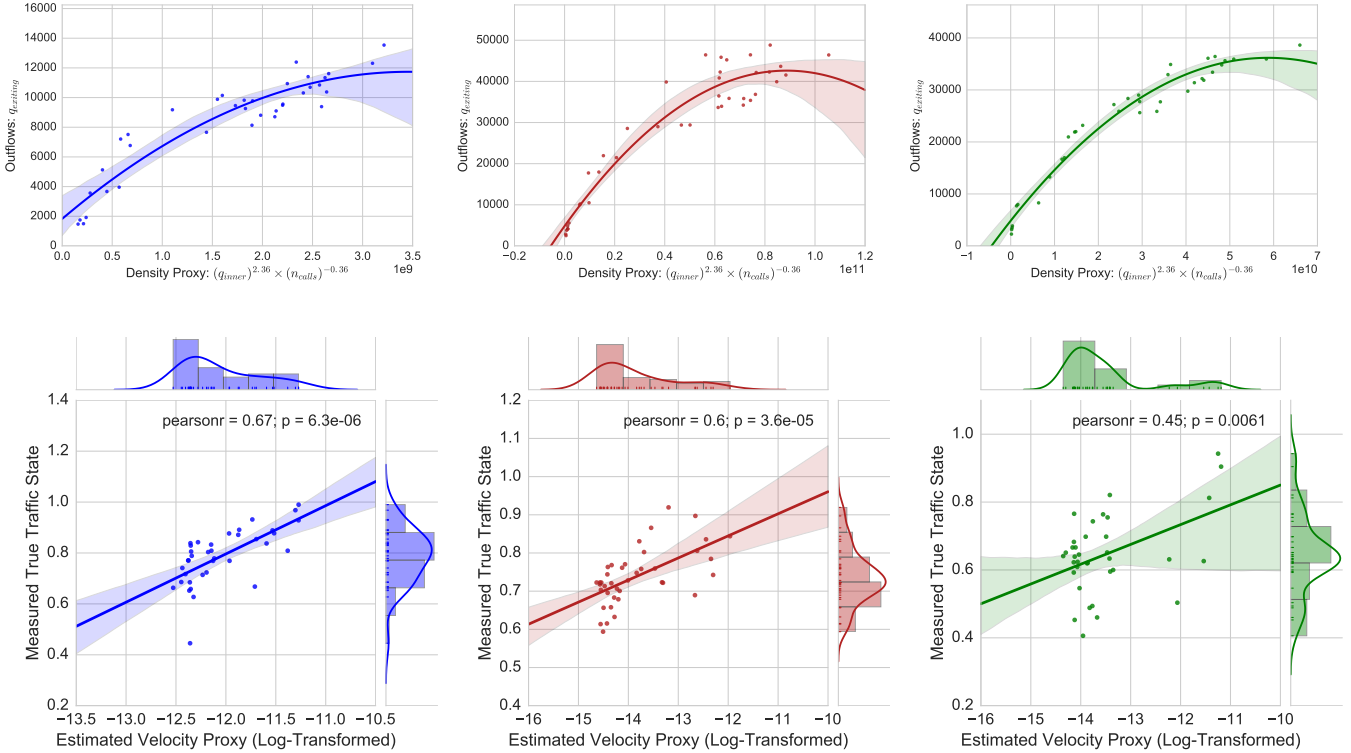 16000
14000
12000
10000
8000
6000
4000
2000
0
Outflows: q_exiting
0.0 0.5 1.0 1.5 2.0 2.5 3.0 3.5
1e9
Density Proxy: (q_inner)^2.36 × (n_calls)^−0.36
50000
40000
30000
20000
10000
0
Outflows: q_exiting
−0.2 0.0 0.2 0.4 0.6 0.8 1.0 1.2
1e11
Density Proxy: (q_inner)^2.36 × (n_calls)^−0.36
40000
30000
20000
10000
0
Outflows: q_exiting
−1 0 1 2 3 4 5 6 7
1e10
Density Proxy: (q_inner)^2.36 × (n_calls)^−0.36
pearsonr = 0.67; p = 6.3e-06
1.4
1.2
1.0
0.8
0.6
0.4
0.2
Measured True Traffic State
−13.5 −13.0 −12.5 −12.0 −11.5 −11.0 −10.5
Estimated Velocity Proxy (Log-Transformed)
pearsonr = 0.6; p = 3.6e-05
1.2
1.1
1.0
0.9
0.8
0.7
0.6
0.5
0.4
Measured True Traffic State
−16 −15 −14 −13 −12 −11 −10
Estimated Velocity Proxy (Log-Transformed)
pearsonr = 0.45; p = 0.0061
1.0
0.8
0.6
0.4
0.2
Measured True Traffic State
−16 −15 −14 −13 −12 −11 −10
Estimated Velocity Proxy (Log-Transformed)